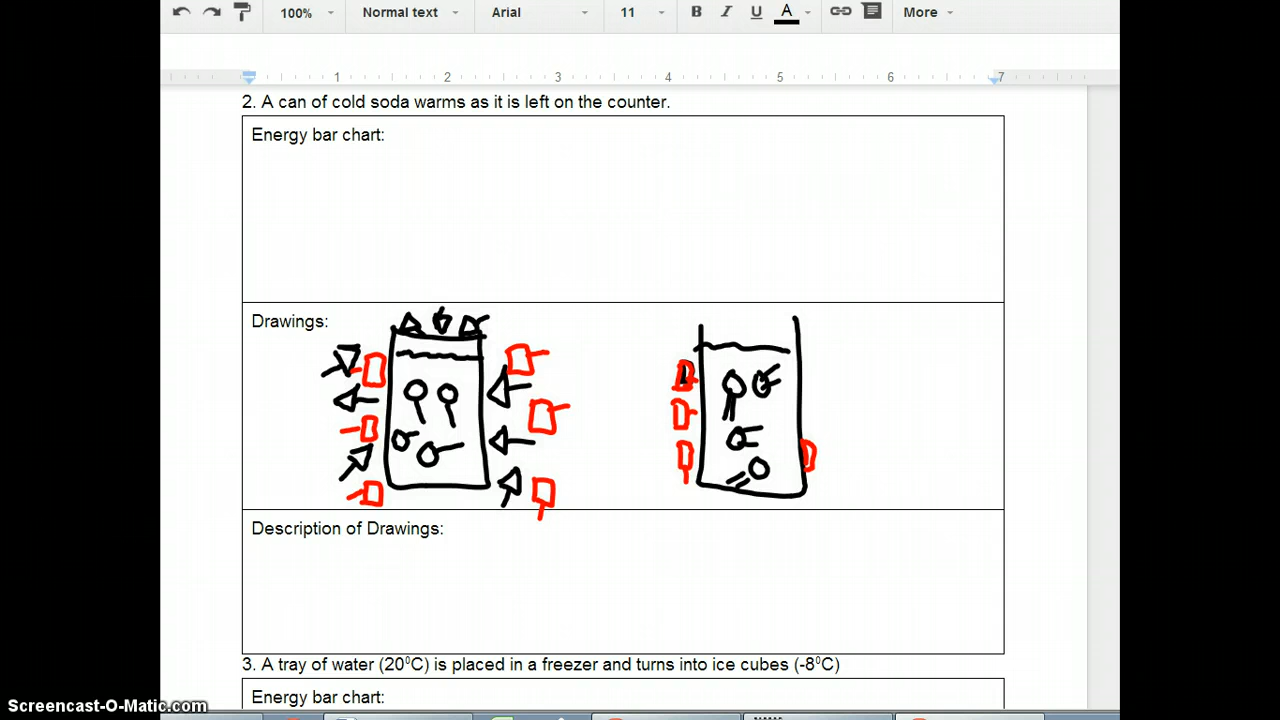 100% Normal text Arial 11 B I U A More
1 2 3 4 5 6 7
2. A can of cold soda warms as it is left on the counter.
Energy bar chart:
Drawings:
Description of Drawings:
3. A tray of water (20⁰C) is placed in a freezer and turns into ice cubes (-8⁰C)
Energy bar chart:
Screencast-O-Matic.com